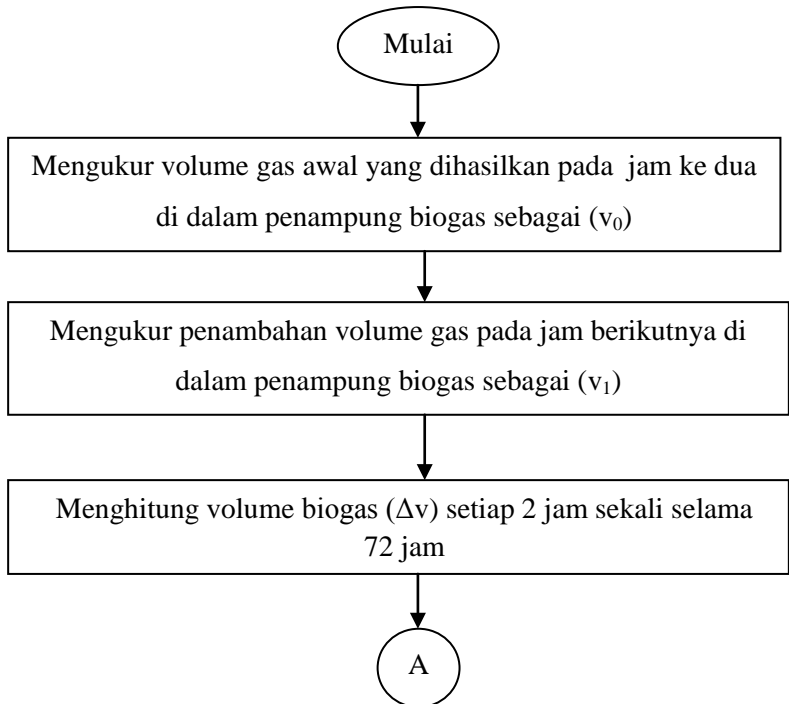 Mulai
Mengukur volume gas awal yang dihasilkan pada jam ke dua
di dalam penampung biogas sebagai (v₀)
Mengukur penambahan volume gas pada jam berikutnya di
dalam penampung biogas sebagai (v₁)
Menghitung volume biogas (Δv) setiap 2 jam sekali selama
72 jam
A